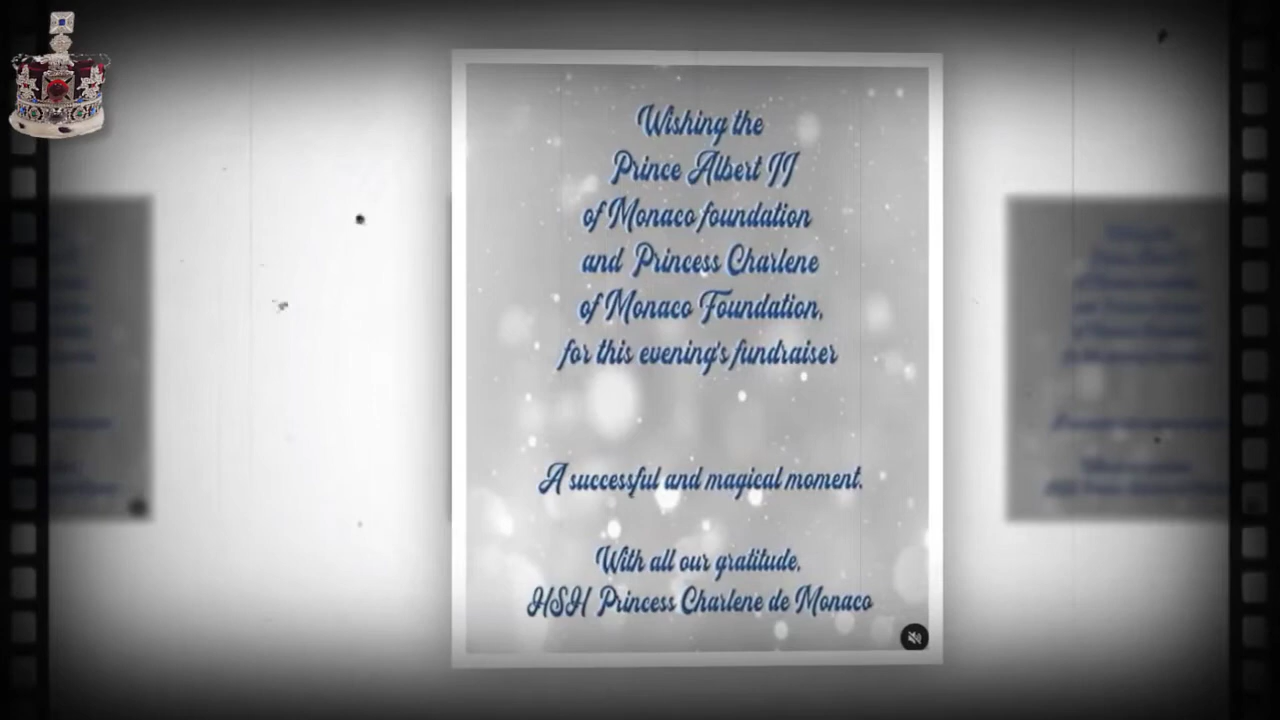 Wishing the
Prince Albert II
of Monaco foundation
and Princess Charlene
of Monaco Foundation,
for this evening's fundraiser
A successful and magical moment.
With all our gratitude,
HSH Princess Charlene de Monaco